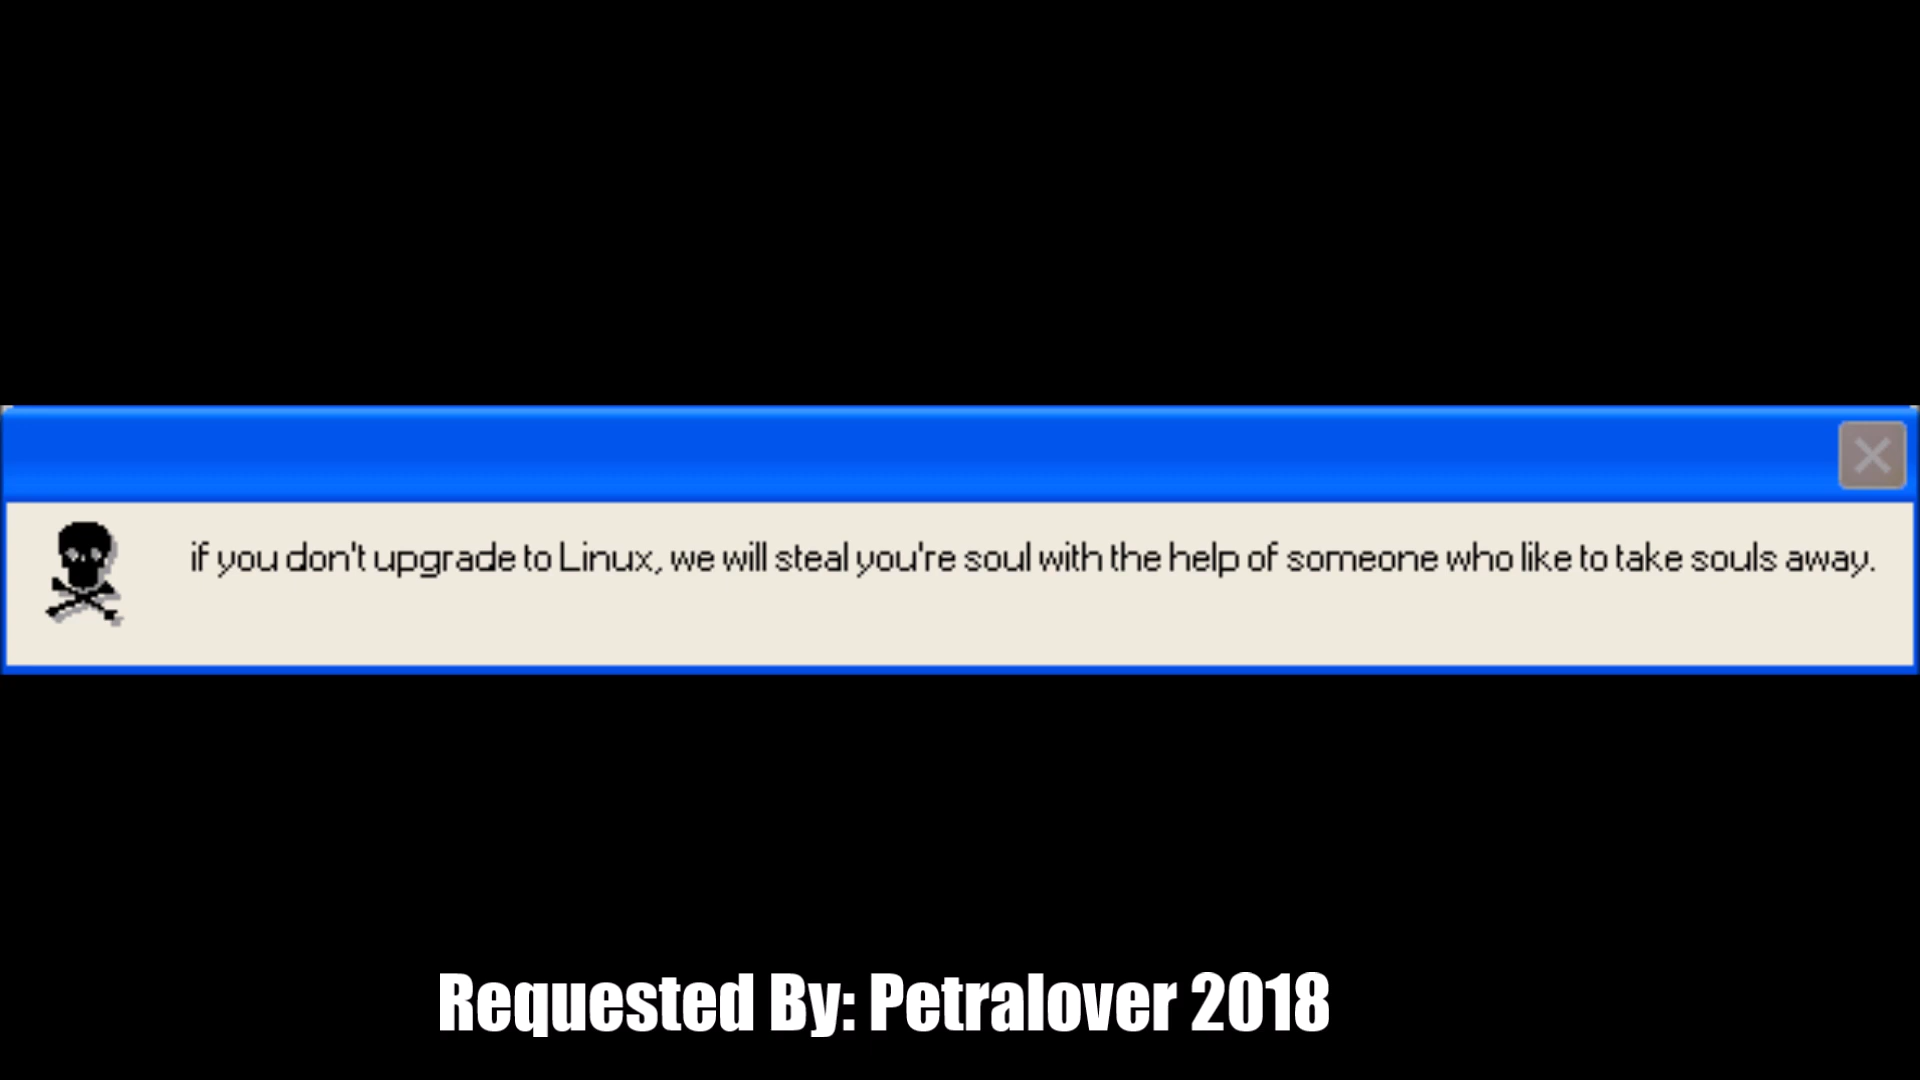 if you don't upgrade to Linux, we will steal you're soul with the help of someone who like to take souls away.
Requested By: Petralover 2018